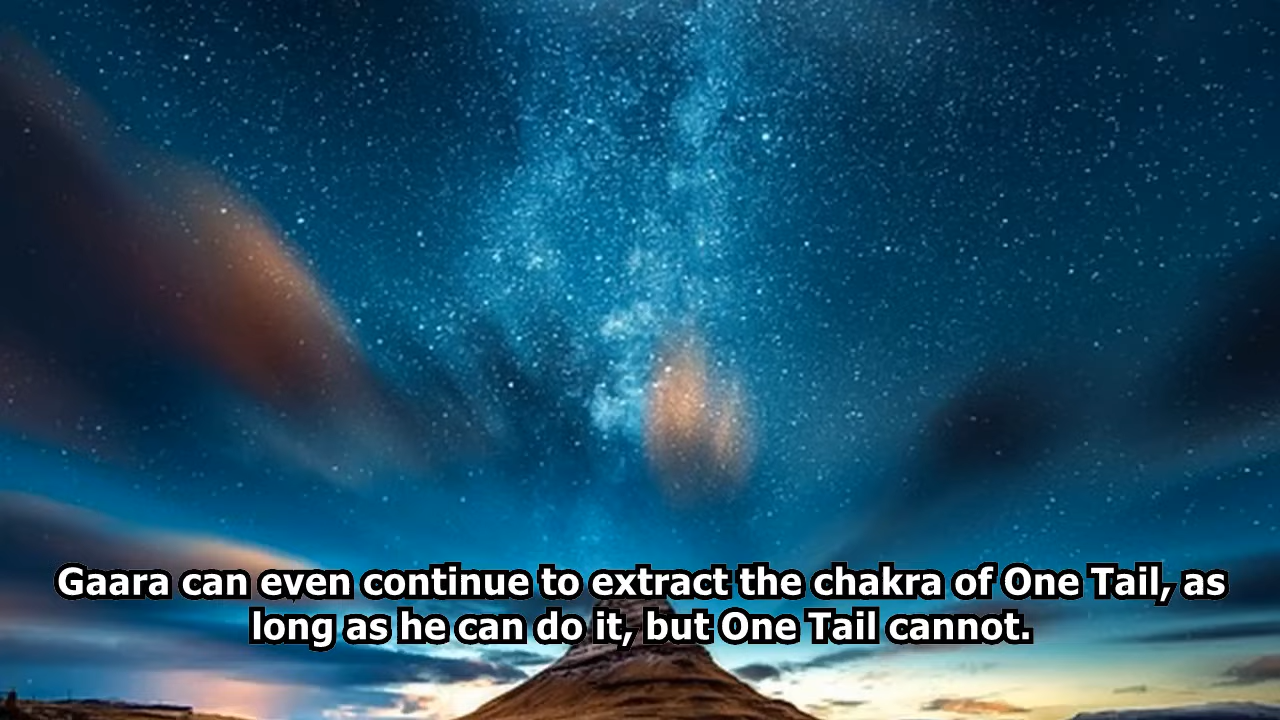 Gaara can even continue to extract the chakra of One Tail, as
long as he can do it, but One Tail cannot.